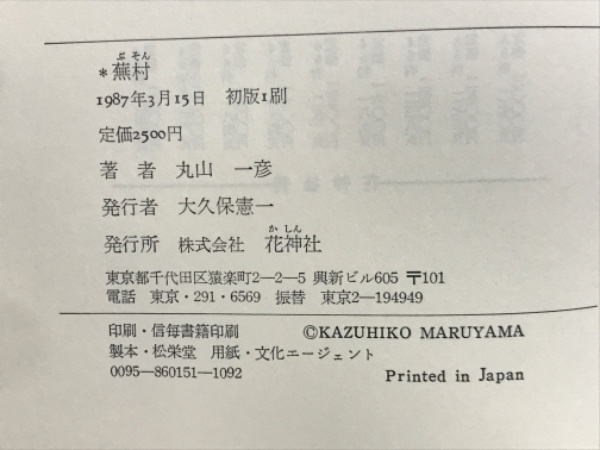 ぶそん
*蕪村
1987年3月15日 初版1刷
定価2500円
著者 丸山 一彦
発行者 大久保憲一
かしん
発行所 株式会社 花神社
東京都千代田区猿楽町2―2―5 興新ビル605 〒101
電話 東京・291・6569 振替 東京2―194949
印刷・信毎書籍印刷 ©KAZUHIKO MARUYAMA
製本・松栄堂 用紙・文化エージェント
0095―860151―1092 Printed in Japan